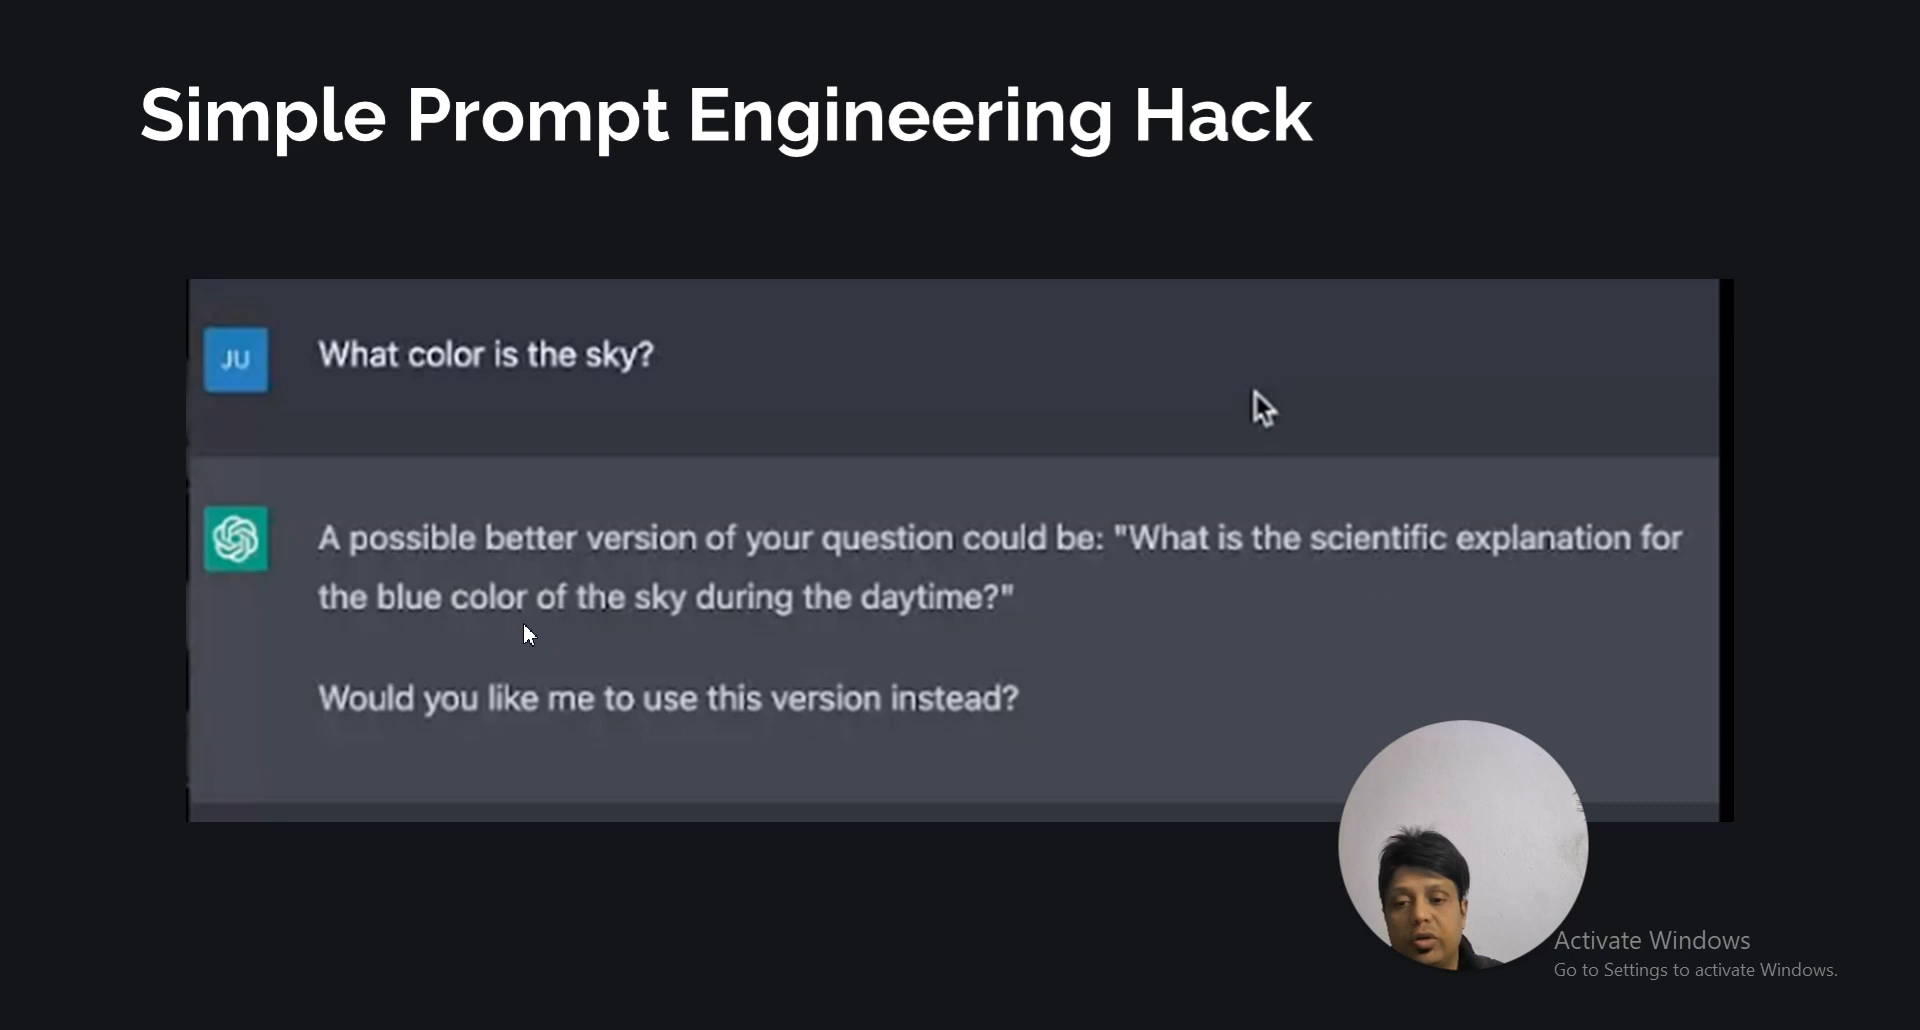 Simple Prompt Engineering Hack
JU
What color is the sky?
A possible better version of your question could be: "What is the scientific explanation for
the blue color of the sky during the daytime?"
Would you like me to use this version instead?
Activate Windows
Go to Settings to activate Windows.